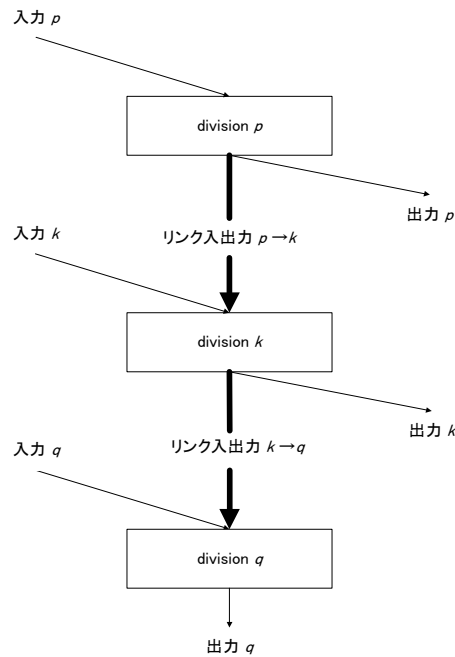 入力 p
division p
出力 p
リンク入出力 p→k
入力 k
division k
出力 k
リンク入出力 k→q
入力 q
division q
出力 q